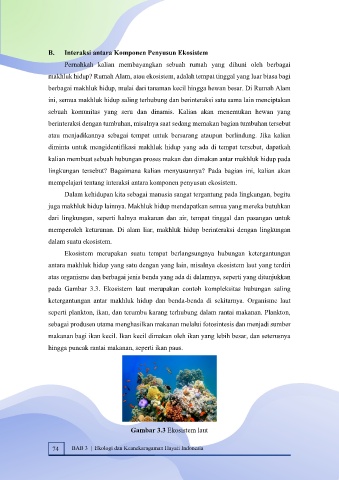 B. Interaksi antara Komponen Penyusun Ekosistem
Pernahkah kalian membayangkan sebuah rumah yang dihuni oleh berbagai
makhluk hidup? Rumah Alam, atau ekosistem, adalah tempat tinggal yang luar biasa bagi
berbagai makhluk hidup, mulai dari tanaman kecil hingga hewan besar. Di Rumah Alam
ini, semua makhluk hidup saling terhubung dan berinteraksi satu sama lain menciptakan
sebuah komunitas yang seru dan dinamis. Kalian akan menemukan hewan yang
berinteraksi dengan tumbuhan, misalnya saat sedang memakan bagian tumbuhan tersebut
atau menjadikannya sebagai tempat untuk bersarang ataupun berlindung. Jika kalian
diminta untuk mengidentifikasi makhluk hidup yang ada di tempat tersebut, dapatkah
kalian membuat sebuah hubungan proses makan dan dimakan antar makhluk hidup pada
lingkungan tersebut? Bagaimana kalian menyusunnya? Pada bagian ini, kalian akan
mempelajari tentang interaksi antara komponen penyusun ekosistem.
Dalam kehidupan kita sebagai manusia sangat tergantung pada lingkungan, begitu
juga makhluk hidup lainnya. Makhluk hidup mendapatkan semua yang mereka butuhkan
dari lingkungan, seperti halnya makanan dan air, tempat tinggal dan pasangan untuk
memperoleh keturunan. Di alam liar, makhluk hidup berinteraksi dengan lingkungan
dalam suatu ekosistem.
Ekosistem merupakan suatu tempat berlangsungnya hubungan ketergantungan
antara makhluk hidup yang satu dengan yang lain, misalnya ekosistem laut yang terdiri
atas organisme dan berbagai jenis benda yang ada di dalamnya, seperti yang ditunjukkan
pada Gambar 3.3. Ekosistem laut merupakan contoh kompleksitas hubungan saling
ketergantungan antar makhluk hidup dan benda-benda di sekitarnya. Organisme laut
seperti plankton, ikan, dan terumbu karang terhubung dalam rantai makanan. Plankton,
sebagai produsen utama menghasilkan makanan melalui fotosintesis dan menjadi sumber
makanan bagi ikan kecil. Ikan kecil dimakan oleh ikan yang lebih besar, dan seterusnya
hingga puncak rantai makanan, seperti ikan paus.
Gambar 3.3 Ekosistem laut
74 BAB 3 | Ekologi dan Keanekaragaman Hayati Indonesia